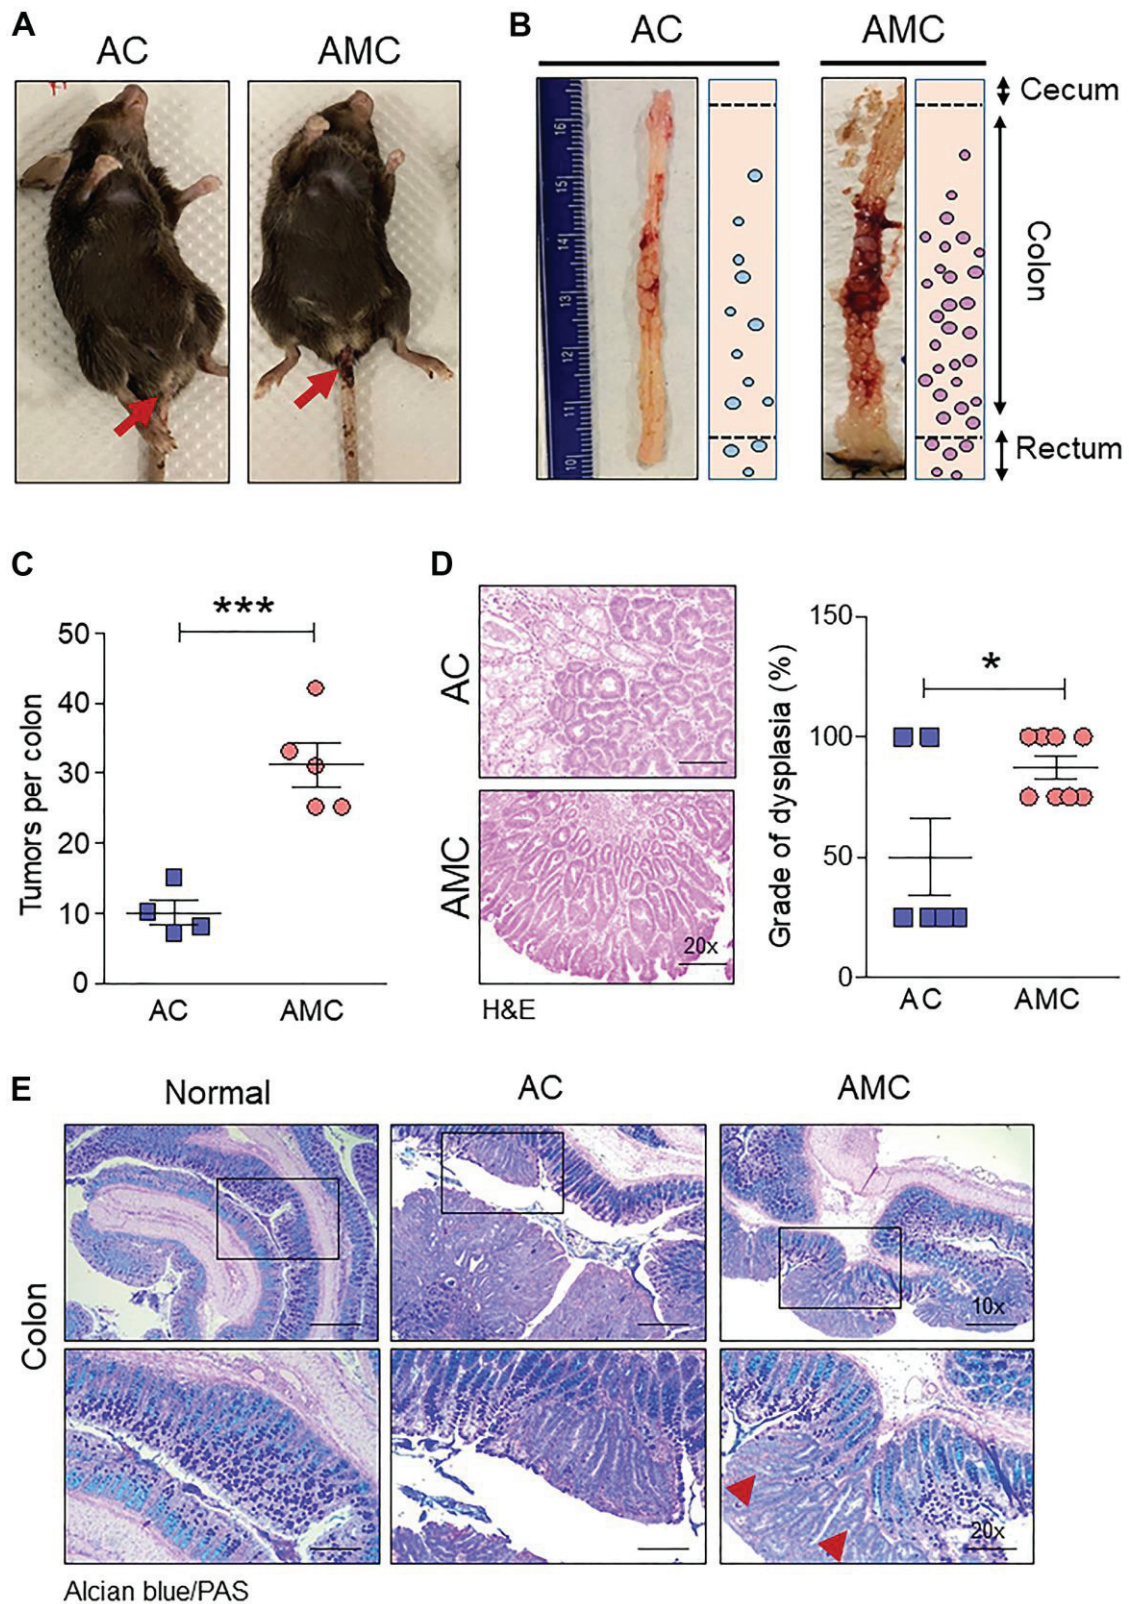 A
AC
AMC
B
AC
AMC
16
15
14
13
12
11
10
Cecum
Colon
Rectum
C
***
Tumors per colon
50
40
30
20
10
0
AC
AMC
D
AC
AMC
20x
H&E
Grade of dysplasia (%)
150
100
50
0
*
AC
AMC
E
Normal
AC
AMC
Colon
10x
20x
Alcian blue/PAS